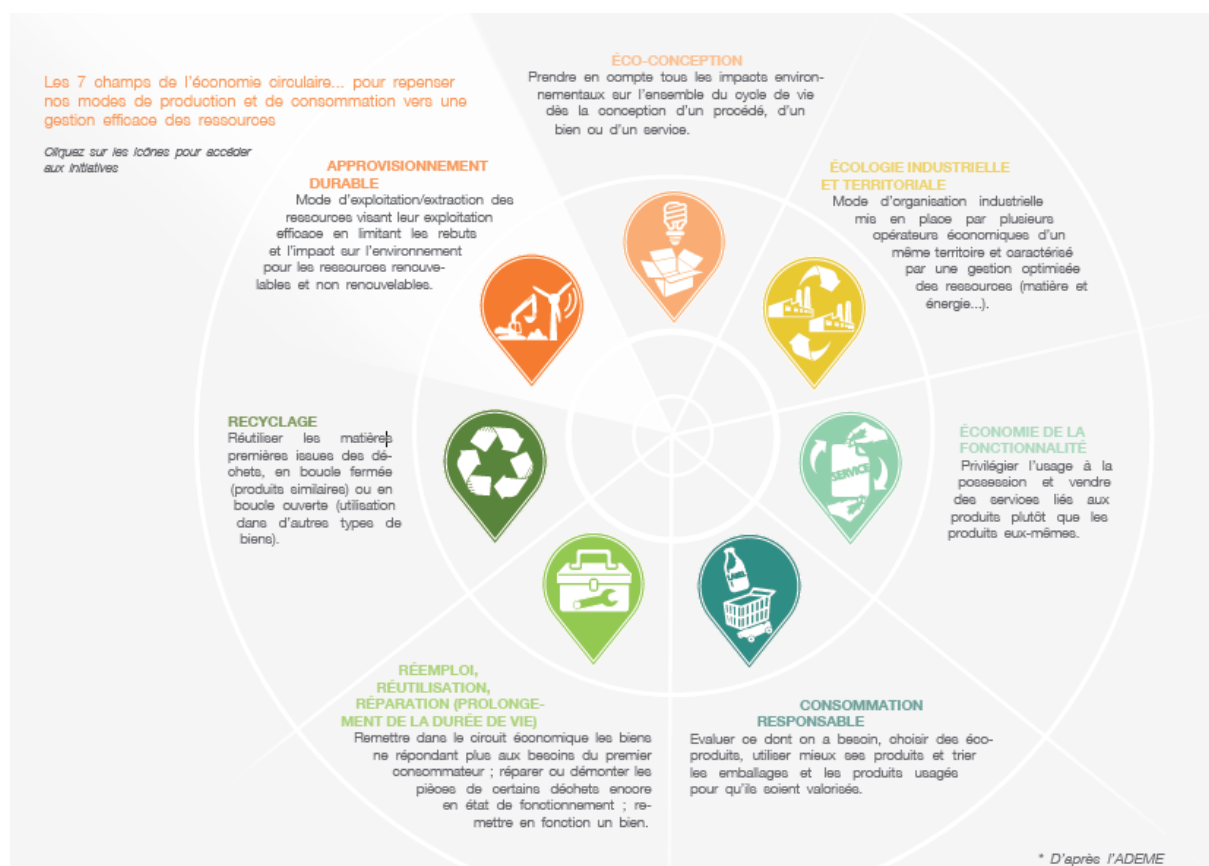 Les 7 champs de l'économie circulaire... pour repenser
nos modes de production et de consommation vers une
gestion efficace des ressources
Cliquez sur les icônes pour accéder
aux initiatives
ÉCO-CONCEPTION
Prendre en compte tous les impacts environ-
nementaux sur l'ensemble du cycle de vie
dès la conception d'un procédé, d'un
bien ou d'un service.
APPROVISIONNEMENT
DURABLE
Mode d'exploitation/extraction des
ressources visant leur exploitation
efficace en limitant les rebuts
et l'impact sur l'environnement
pour les ressources renouve-
lables et non renouvelables.
ÉCOLOGIE INDUSTRIELLE
ET TERRITORIALE
Mode d'organisation industrielle
mis en place par plusieurs
opérateurs économiques d'un
même territoire et caractérisé
par une gestion optimisée
des ressources (matière et
énergie...).
RECYCLAGE
Réutiliser les matières
premières issues des dé-
chets, en boucle fermée
(produits similaires) ou en
boucle ouverte (utilisation
dans d'autres types de
biens).
SERVICE
ÉCONOMIE DE LA
FONCTIONNALITÉ
Privilégier l'usage à la
possession et vendre
des services liés aux
produits plutôt que les
produits eux-mêmes.
LABEL
RÉEMPLOI,
RÉUTILISATION,
RÉPARATION (PROLONGE-
MENT DE LA DURÉE DE VIE)
Remettre dans le circuit économique les biens
ne répondant plus aux besoins du premier
consommateur ; réparer ou démonter les
pièces de certains déchets encore
en état de fonctionnement ; re-
mettre en fonction un bien.
CONSOMMATION
RESPONSABLE
Evaluer ce dont on a besoin, choisir des éco-
produits, utiliser mieux ses produits et trier
les emballages et les produits usagés
pour qu'ils soient valorisés.
* D'après l'ADEME